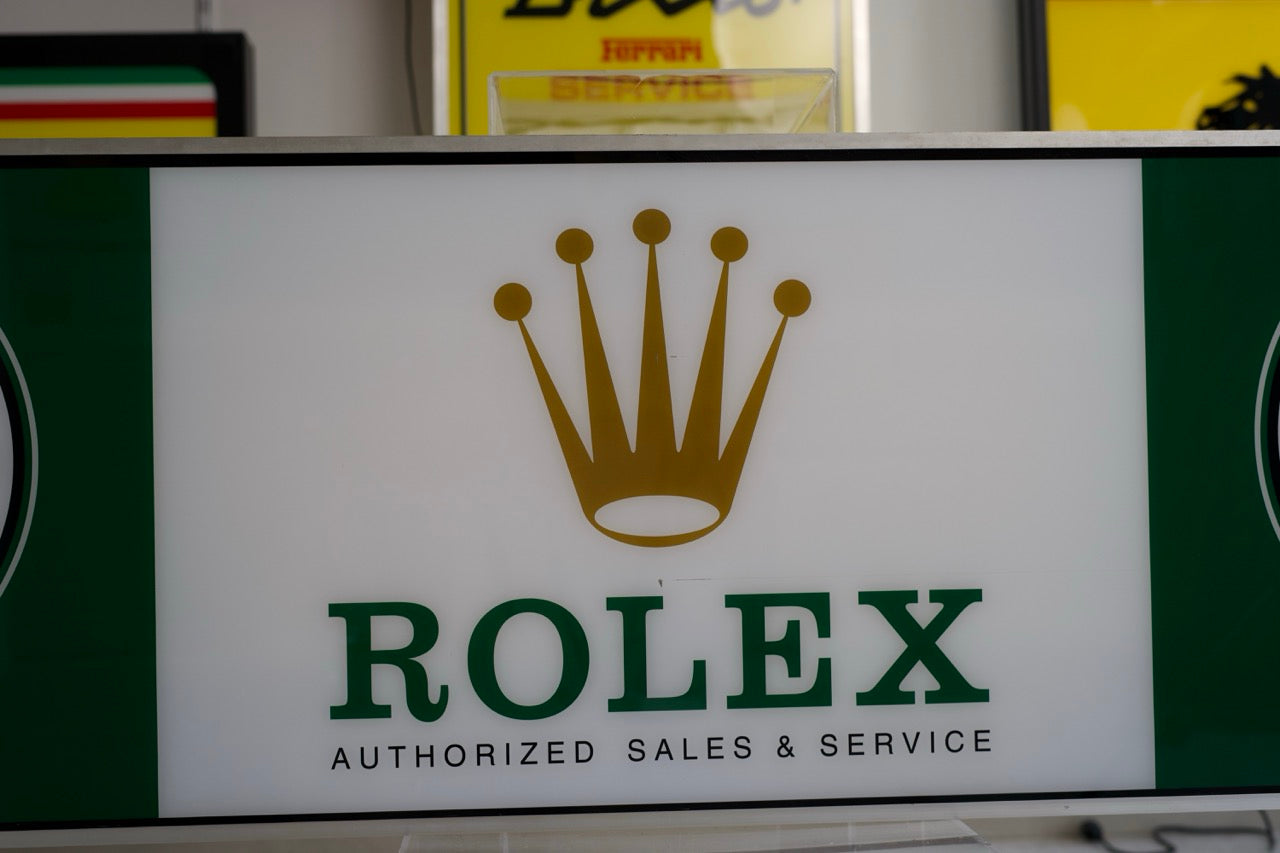 Ferrari
SERVICE
ROLEX
AUTHORIZED SALES & SERVICE